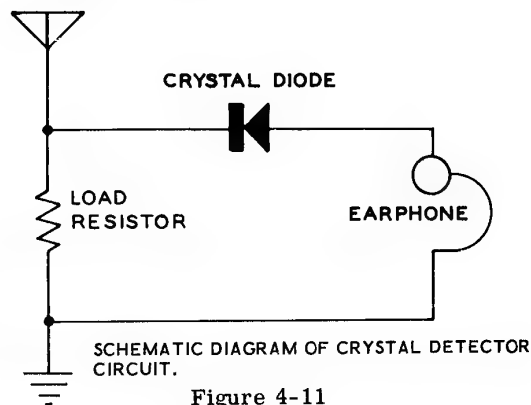 CRYSTAL DIODE
LOAD
RESISTOR
EARPHONE
SCHEMATIC DIAGRAM OF CRYSTAL DETECTOR
CIRCUIT.
Figure 4-11